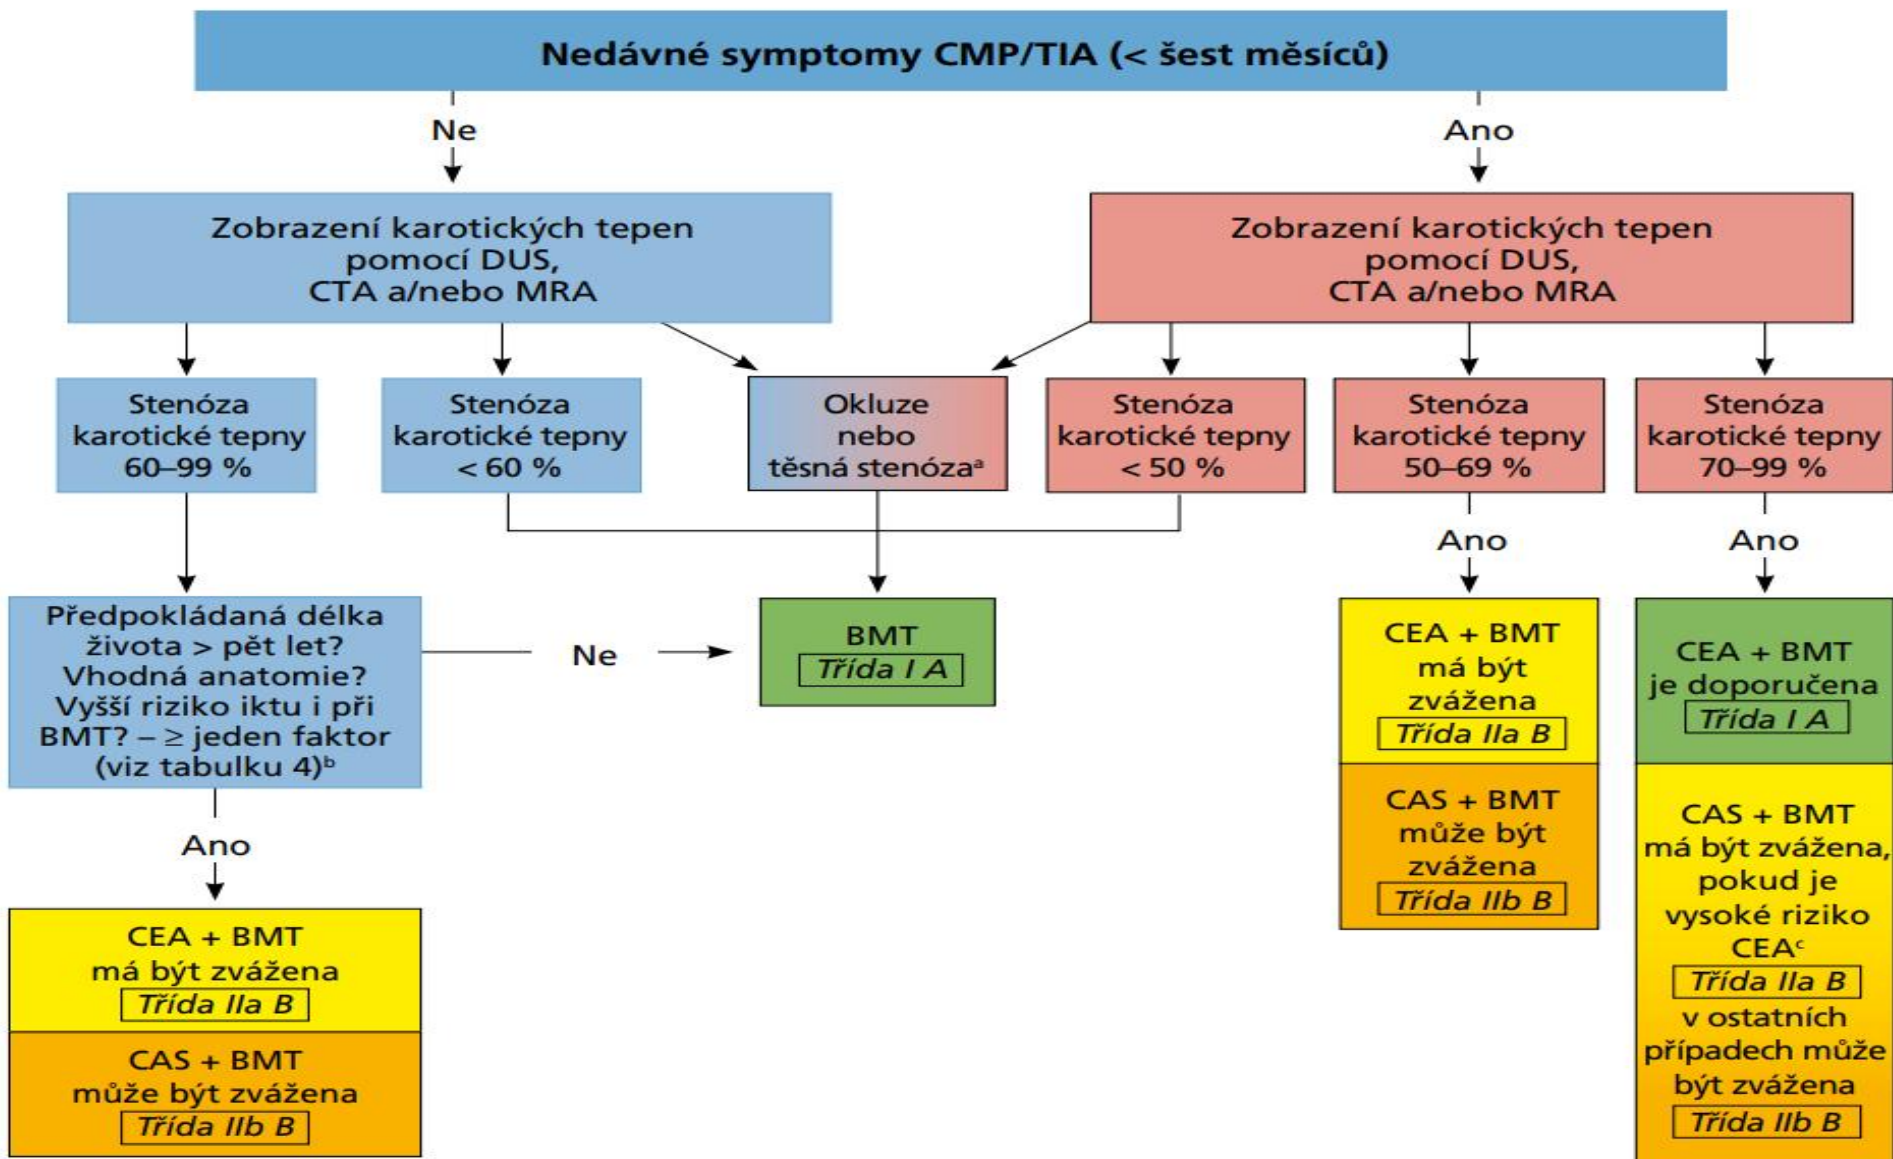 Nedávné symptomy CMP/TIA (< šest měsíců)
Ne
Ano
Zobrazení karotických tepen
pomocí DUS,
CTA a/nebo MRA
Zobrazení karotických tepen
pomocí DUS,
CTA a/nebo MRA
Stenóza
karotické tepny
60–99 %
Stenóza
karotické tepny
< 60 %
Okluze
nebo
těsná stenózaᵃ
Stenóza
karotické tepny
< 50 %
Stenóza
karotické tepny
50–69 %
Stenóza
karotické tepny
70–99 %
Ano
Ano
Předpokládaná délka
života > pět let?
Vhodná anatomie?
Vyšší riziko iktu i při
BMT? – ≥ jeden faktor
(viz tabulku 4)ᵇ
Ne
BMT
Třída I A
CEA + BMT
má být
zvážena
Třída IIa B
CEA + BMT
je doporučena
Třída I A
CAS + BMT
může být
zvážena
Třída IIb B
CAS + BMT
má být zvážena,
pokud je
vysoké riziko
CEAᶜ
Třída IIa B
v ostatních
případech může
být zvážena
Třída IIb B
Ano
CEA + BMT
má být zvážena
Třída IIa B
CAS + BMT
může být zvážena
Třída IIb B